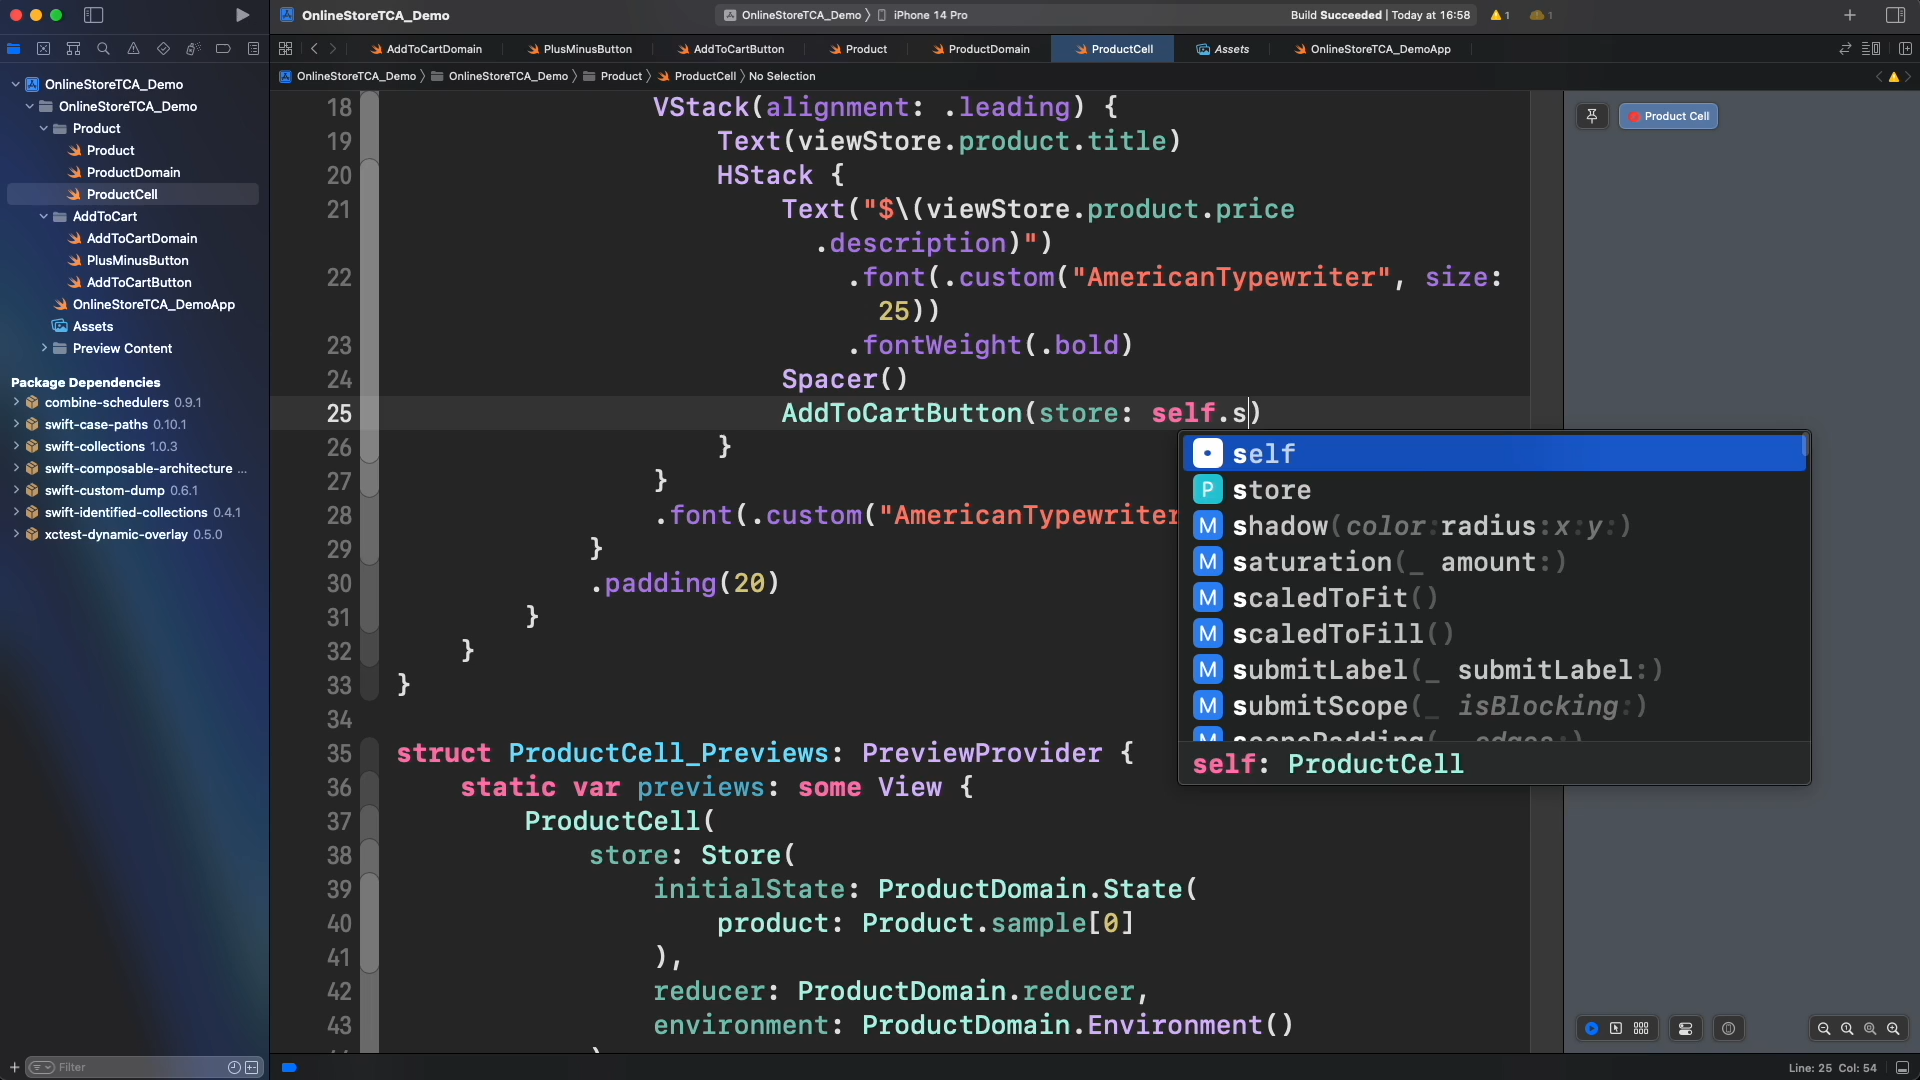 OnlineStoreTCA_Demo
OnlineStoreTCA_Demo 〉 iPhone 14 Pro
Build Succeeded | Today at 16:58
1
1
AddToCartDomain
PlusMinusButton
AddToCartButton
Product
ProductDomain
ProductCell
Assets
OnlineStoreTCA_DemoApp
OnlineStoreTCA_Demo 〉 OnlineStoreTCA_Demo 〉 Product 〉 ProductCell 〉 No Selection
OnlineStoreTCA_Demo
OnlineStoreTCA_Demo
Product
Product
ProductDomain
ProductCell
AddToCart
AddToCartDomain
PlusMinusButton
AddToCartButton
OnlineStoreTCA_DemoApp
Assets
Preview Content
Package Dependencies
combine-schedulers 0.9.1
swift-case-paths 0.10.1
swift-collections 1.0.3
swift-composable-architecture ...
swift-custom-dump 0.6.1
swift-identified-collections 0.4.1
xctest-dynamic-overlay 0.5.0
Filter
18 VStack(alignment: .leading) {
19 Text(viewStore.product.title)
20 HStack {
21 Text("$\(viewStore.product.price
.description)")
22 .font(.custom("AmericanTypewriter", size:
25))
23 .fontWeight(.bold)
24 Spacer()
25 AddToCartButton(store: self.s)
26 }
27 }
28 .font(.custom("AmericanTypewriter
29 }
30 .padding(20)
31 }
32 }
33 }
34
35 struct ProductCell_Previews: PreviewProvider {
36 static var previews: some View {
37 ProductCell(
38 store: Store(
39 initialState: ProductDomain.State(
40 product: Product.sample[0]
41 ),
42 reducer: ProductDomain.reducer,
43 environment: ProductDomain.Environment()
self
P store
M shadow(color:radius:x:y:)
M saturation(_ amount:)
M scaledToFit()
M scaledToFill()
M submitLabel(_ submitLabel:)
M submitScope(_ isBlocking:)
self: ProductCell
Product Cell
Line: 25 Col: 54